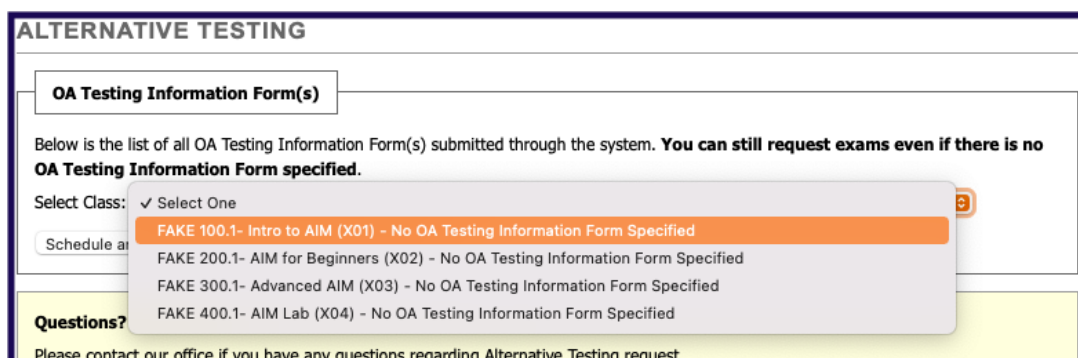 ALTERNATIVE TESTING
OA Testing Information Form(s)
Below is the list of all OA Testing Information Form(s) submitted through the system. You can still request exams even if there is no
OA Testing Information Form specified.
Select Class:
✓ Select One
FAKE 100.1- Intro to AIM (X01) - No OA Testing Information Form Specified
Schedule
FAKE 200.1- AIM for Beginners (X02) - No OA Testing Information Form Specified
FAKE 300.1- Advanced AIM (X03) - No OA Testing Information Form Specified
FAKE 400.1- AIM Lab (X04) - No OA Testing Information Form Specified
Questions?
Please contact our office if you have any questions regarding Alternative Testing request.